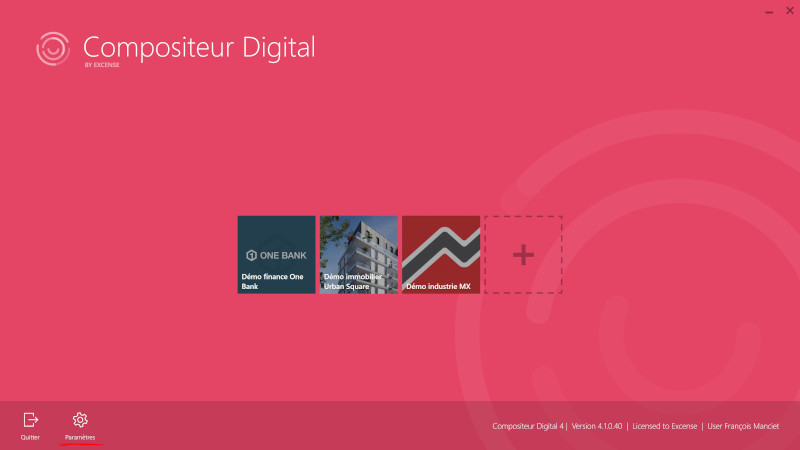 Compositeur Digital
BY EXCENSE
ONE BANK
Démo finance One
Bank
Démo immobilier
Urban Square
Démo industrie MX
Quitter
Paramètres
Compositeur Digital 4 | Version 4.1.0.40 | Licensed to Excense | User François Manciet